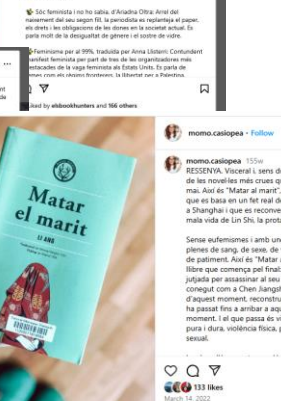 Sóc feminista i no ho sabia, d'Ariadna Oltra: Arrel del
naixement del seu segon fill, la periodista es replanteja el paper,
els drets i les obligacions de les dones en la societat actual. Es
parla molt de la desigualtat de gènere i el sostre de vidre.
Feminisme per al 99%, traduïda per Anna Llisteri: Contundent
manifest feminista per part de tres de les organitzadores més
destacades de la vaga feminista als Estats Units. Es parla de
temes com els règims fronterers, la llibertat per a Palestina,
Liked by elsbookhunters and 166 others
momo.casiopea • Follow
momo.casiopea 155w
RESSENYA. Visceral i, sens d
de les novel·les més crues q
mai. Així és "Matar al marit",
que es basa en un fet real d
a Shanghai i que es reconve
mala vida de Lin Shi, la prota
Sense eufemismes i amb un
plenes de sang, de sexe, de
de patiment. Així és "Matar
llibre que comença pel final:
jutjada per assassinar al seu
conegut com a Chen Jiangsh
d'aquest moment, reconstru
ha passat fins a arribar a aqu
moment. I el que passa és vi
pura i dura, violència física, p
sexual.
133 likes
March 14, 2022
Matar
el marit
LI ANG